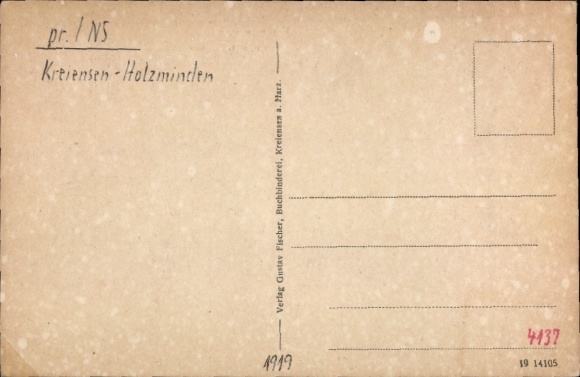 pr. / NS
Kreiensen - Holzminden
Verlag Gustav Fischer, Buchbinderei, Kreiensen a. Harz.
4137
1919
19 14105